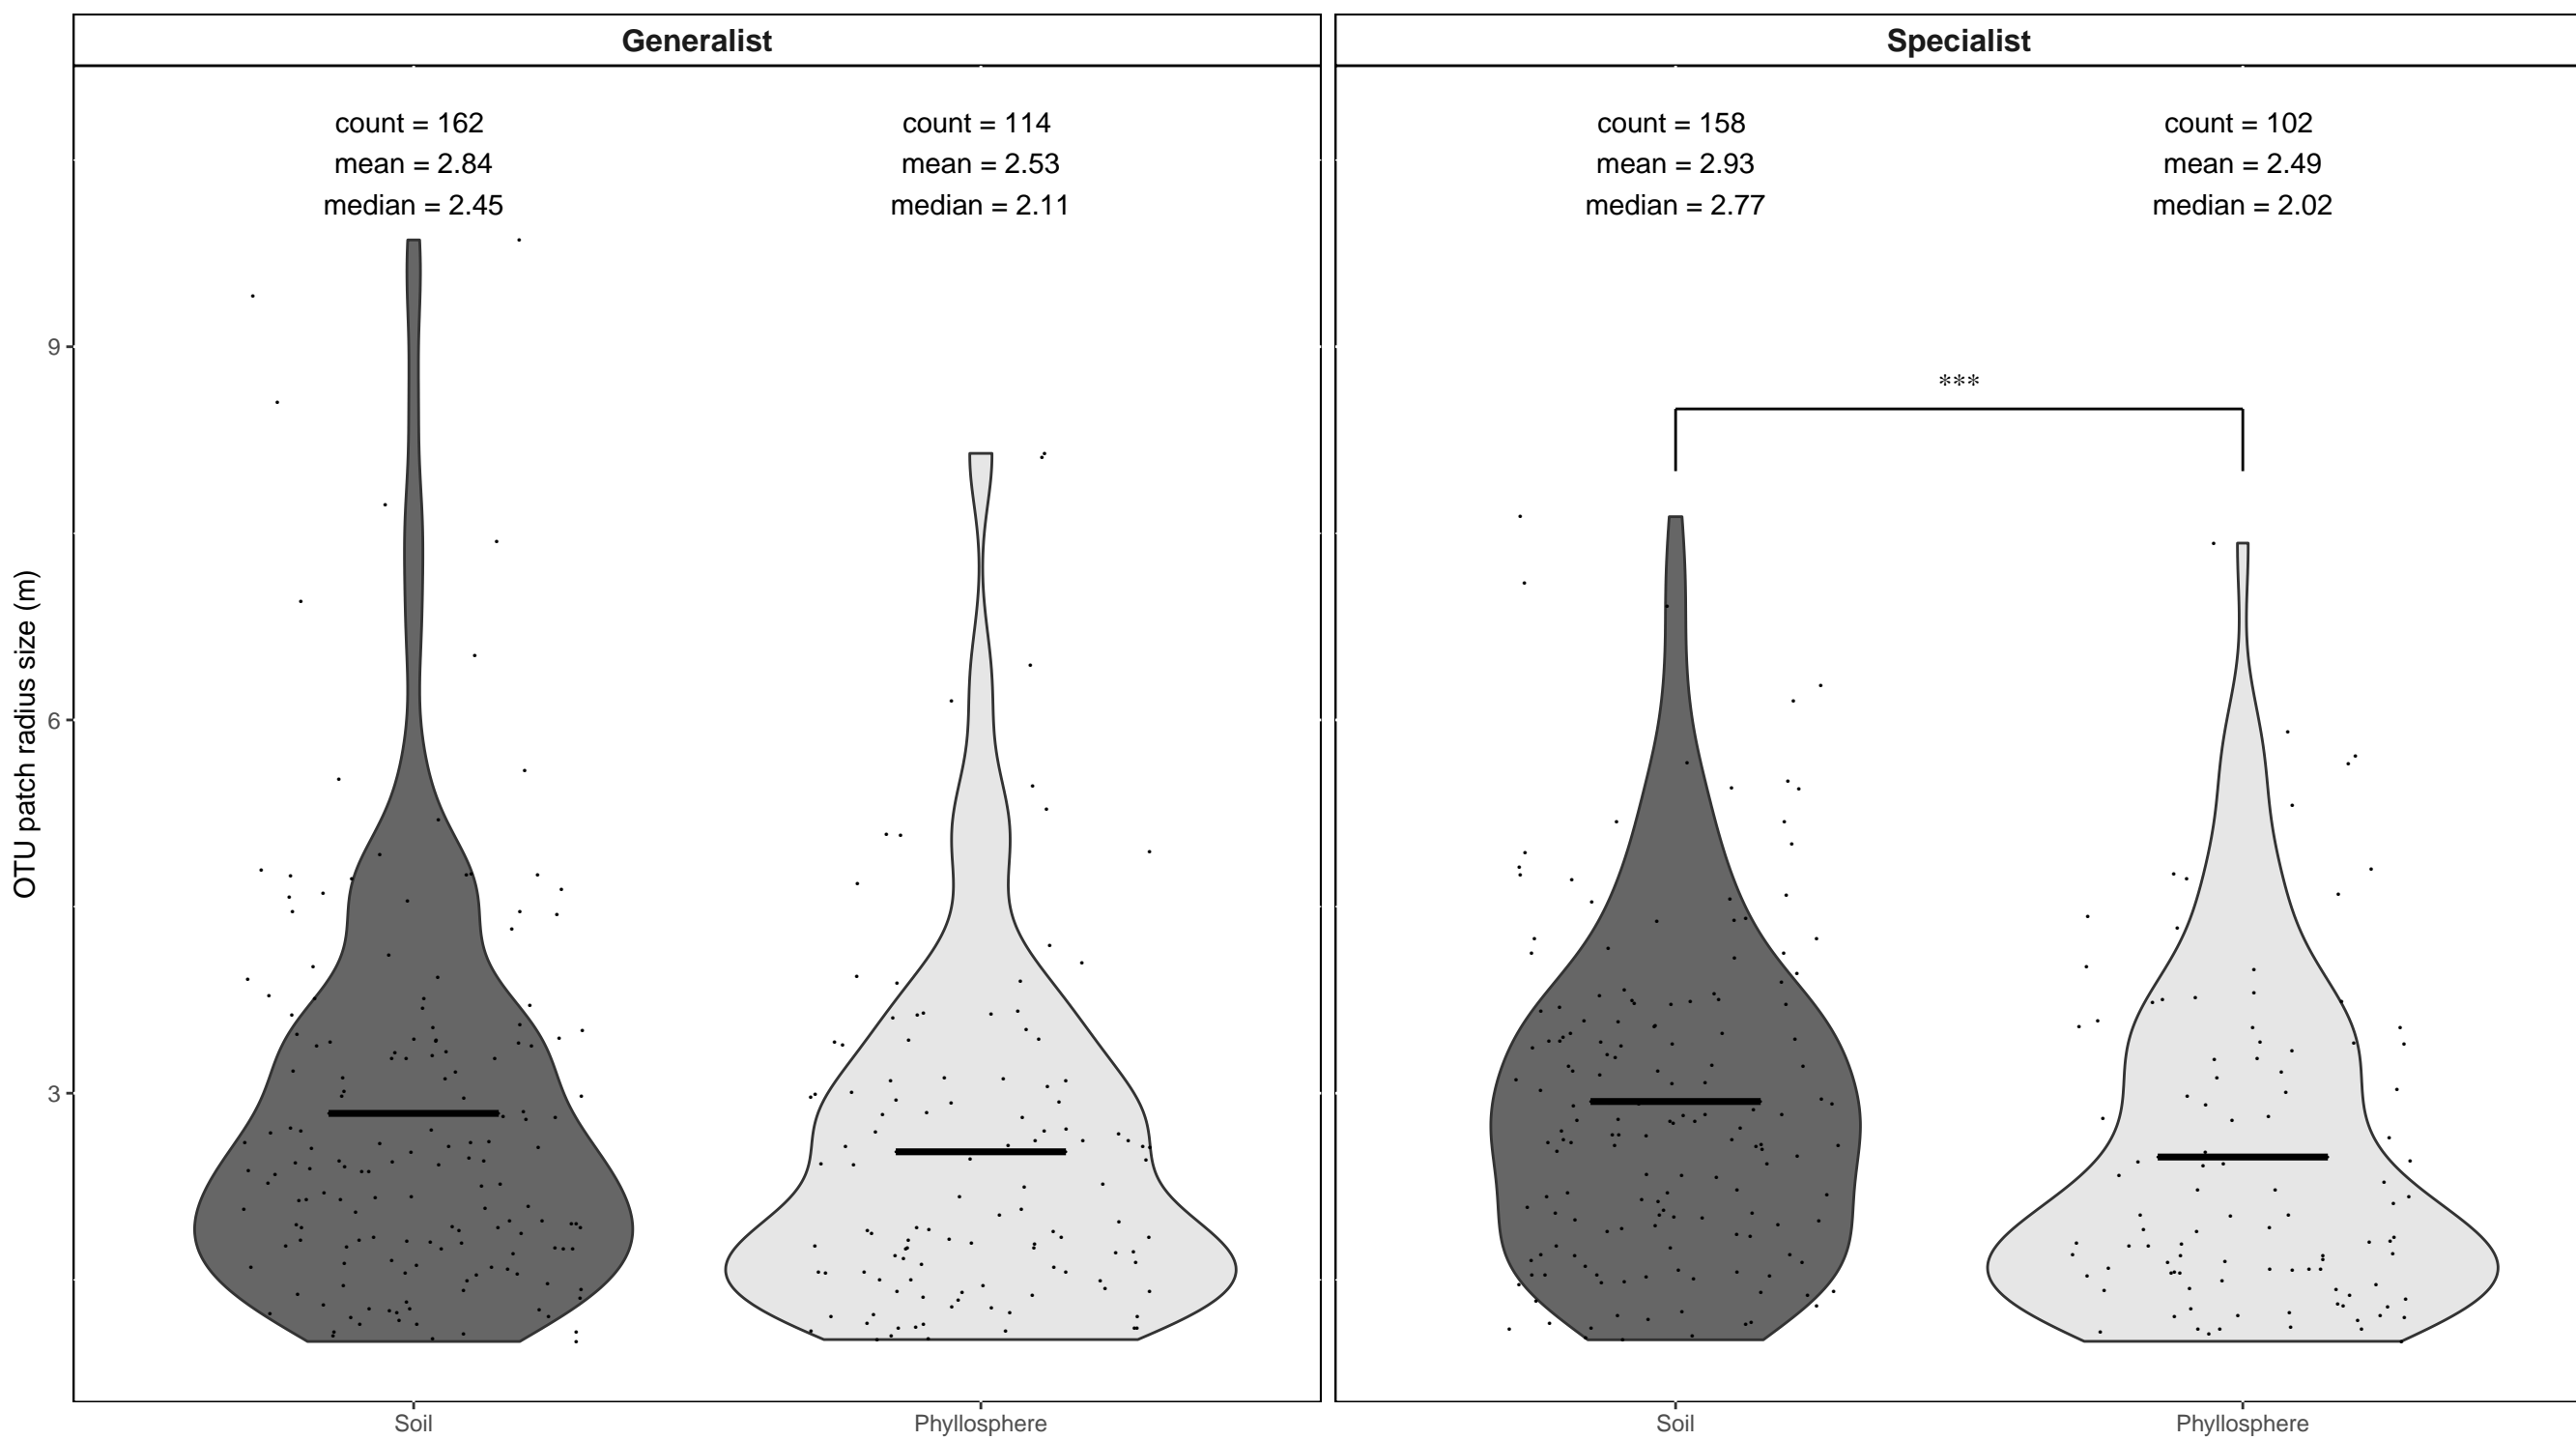 Generalist
Specialist
count = 162
mean = 2.84
median = 2.45
count = 114
mean = 2.53
median = 2.11
count = 158
mean = 2.93
median = 2.77
count = 102
mean = 2.49
median = 2.02
***
OTU patch radius size (m)
9
6
3
Soil
Phyllosphere
Soil
Phyllosphere